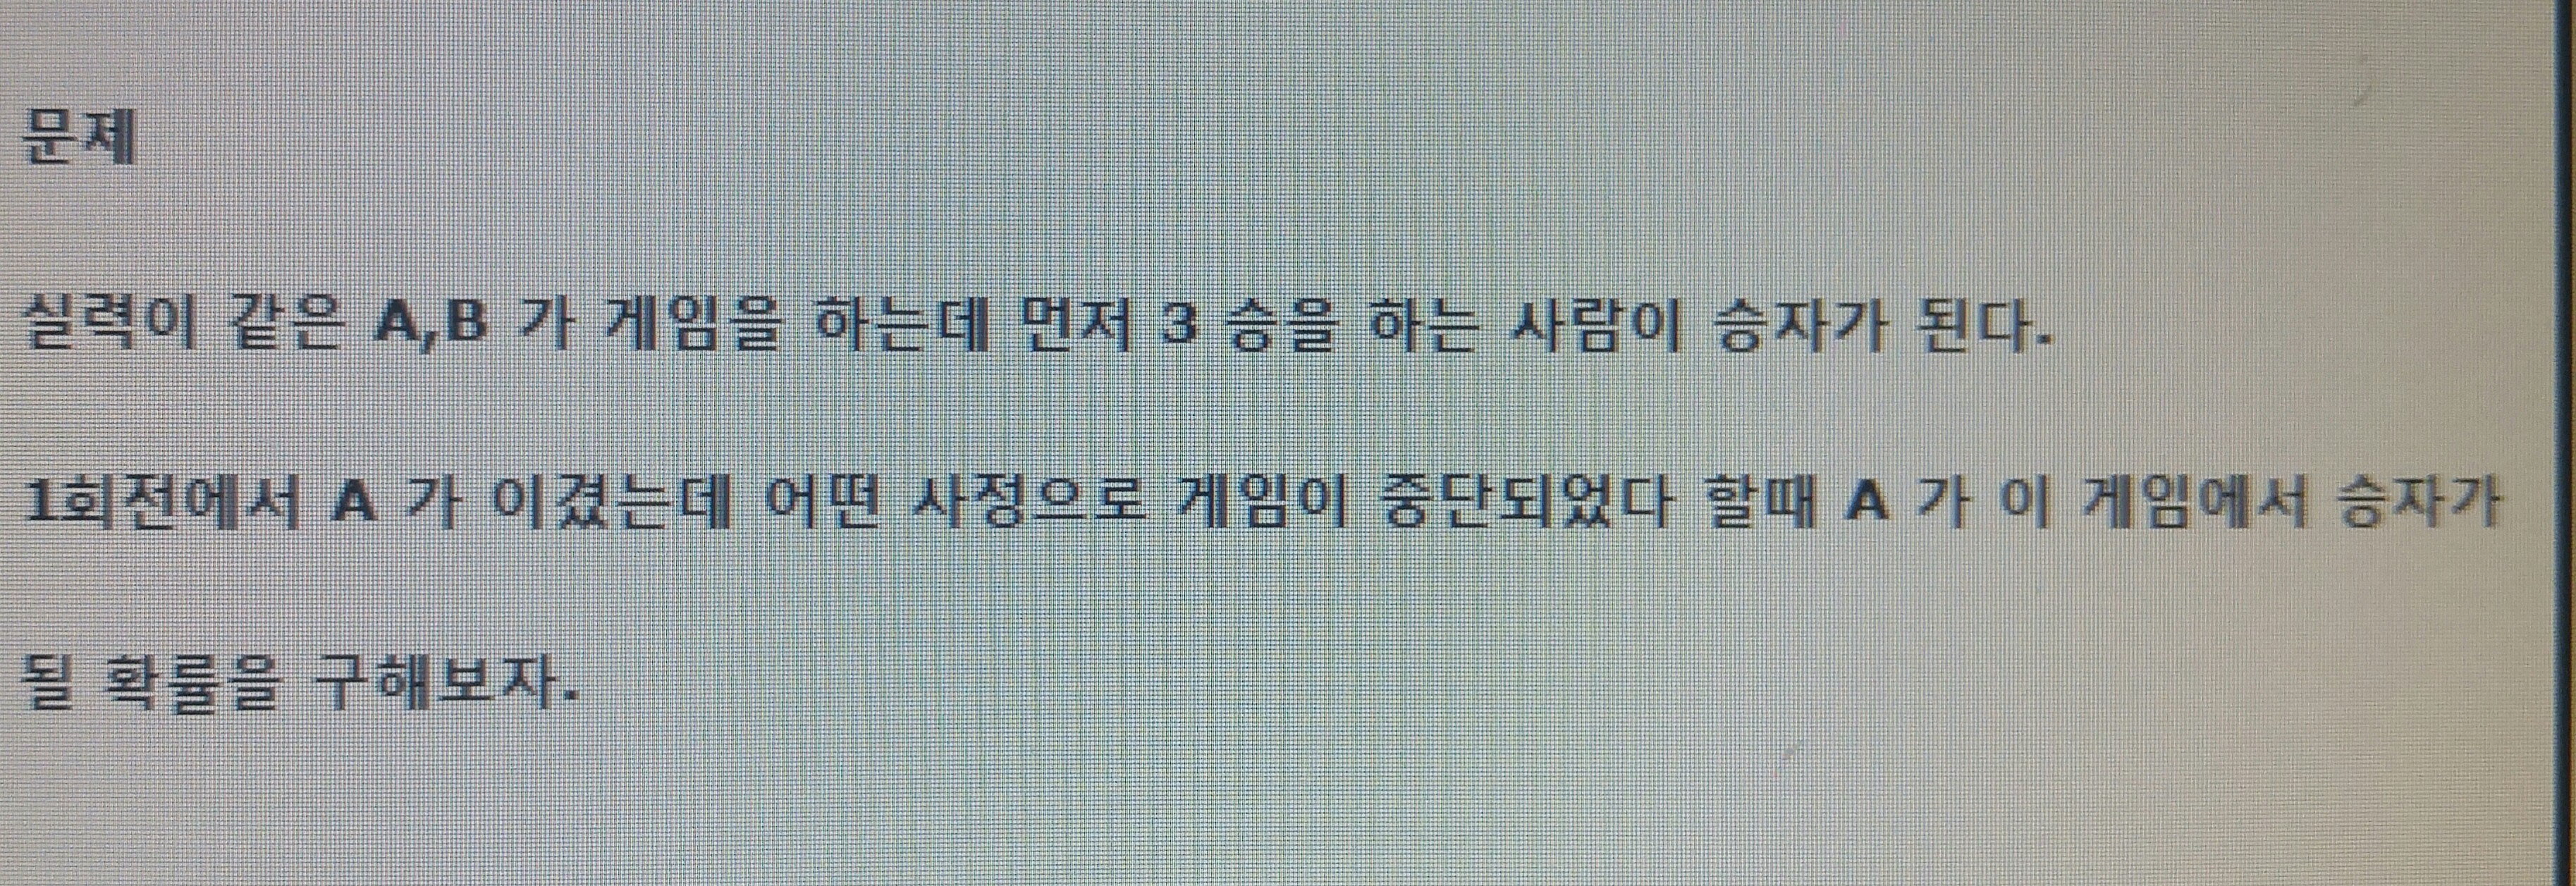 문제
실력이 같은 A,B 가 게임을 하는데 먼저 3 승을 하는 사람이 승자가 된다.
1회전에서 A 가 이겼는데 어떤 사정으로 게임이 중단되었다 할때 A 가 이 게임에서 승자가
될 확률을 구해보자.